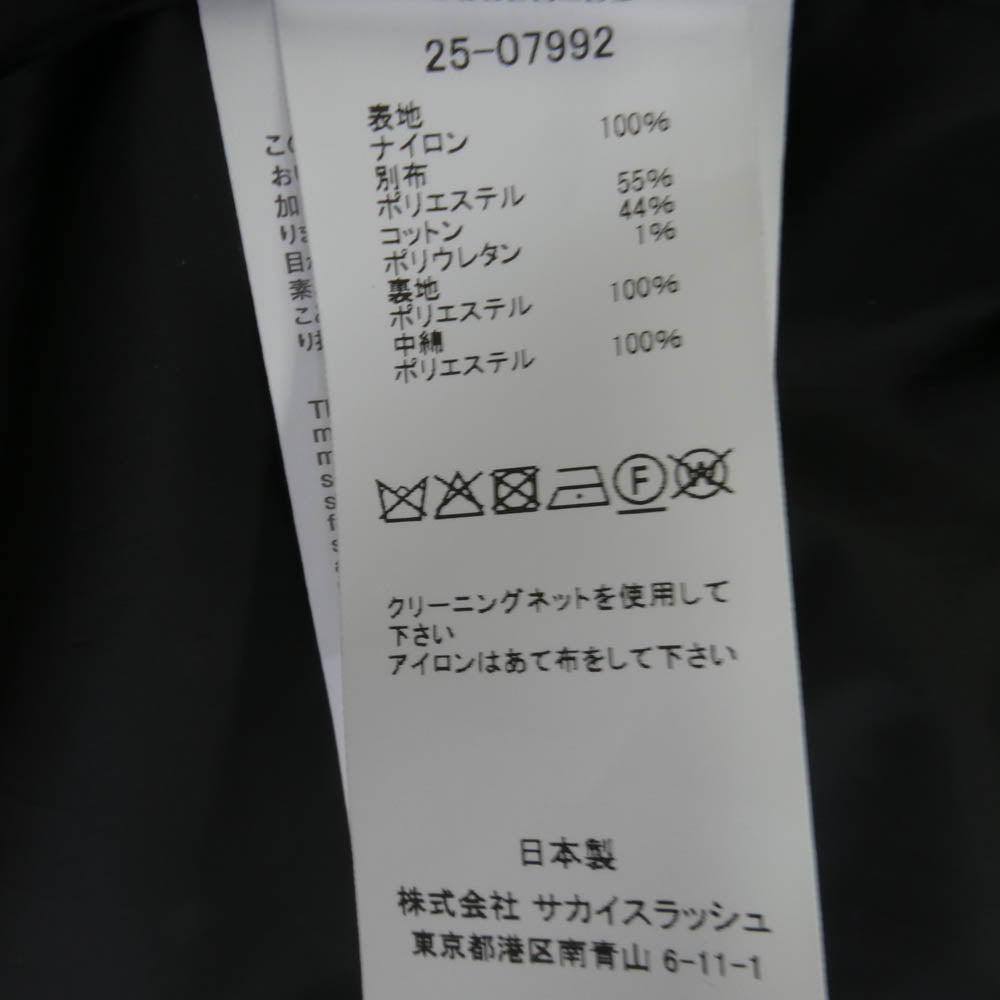 25-07992
表地
ナイロン 100%
別布
ポリエステル 55%
コットン 44%
ポリウレタン 1%
裏地
ポリエステル 100%
中綿
ポリエステル 100%
F
W
クリーニングネットを使用して
下さい
アイロンはあて布をして下さい
日本製
株式会社 サカイスラッシュ
東京都港区南青山 6-11-1